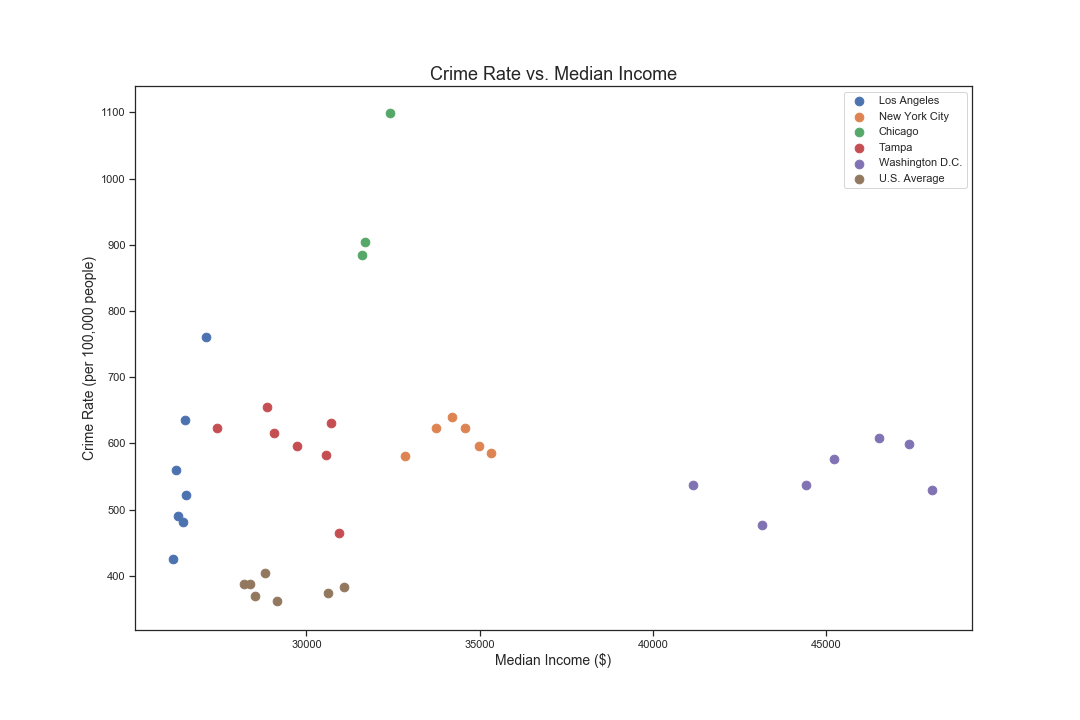 Crime Rate vs. Median Income
Los Angeles
New York City
Chicago
Tampa
Washington D.C.
U.S. Average
1100
1000
900
800
700
600
500
400
Crime Rate (per 100,000 people)
30000 35000 40000 45000
Median Income ($)